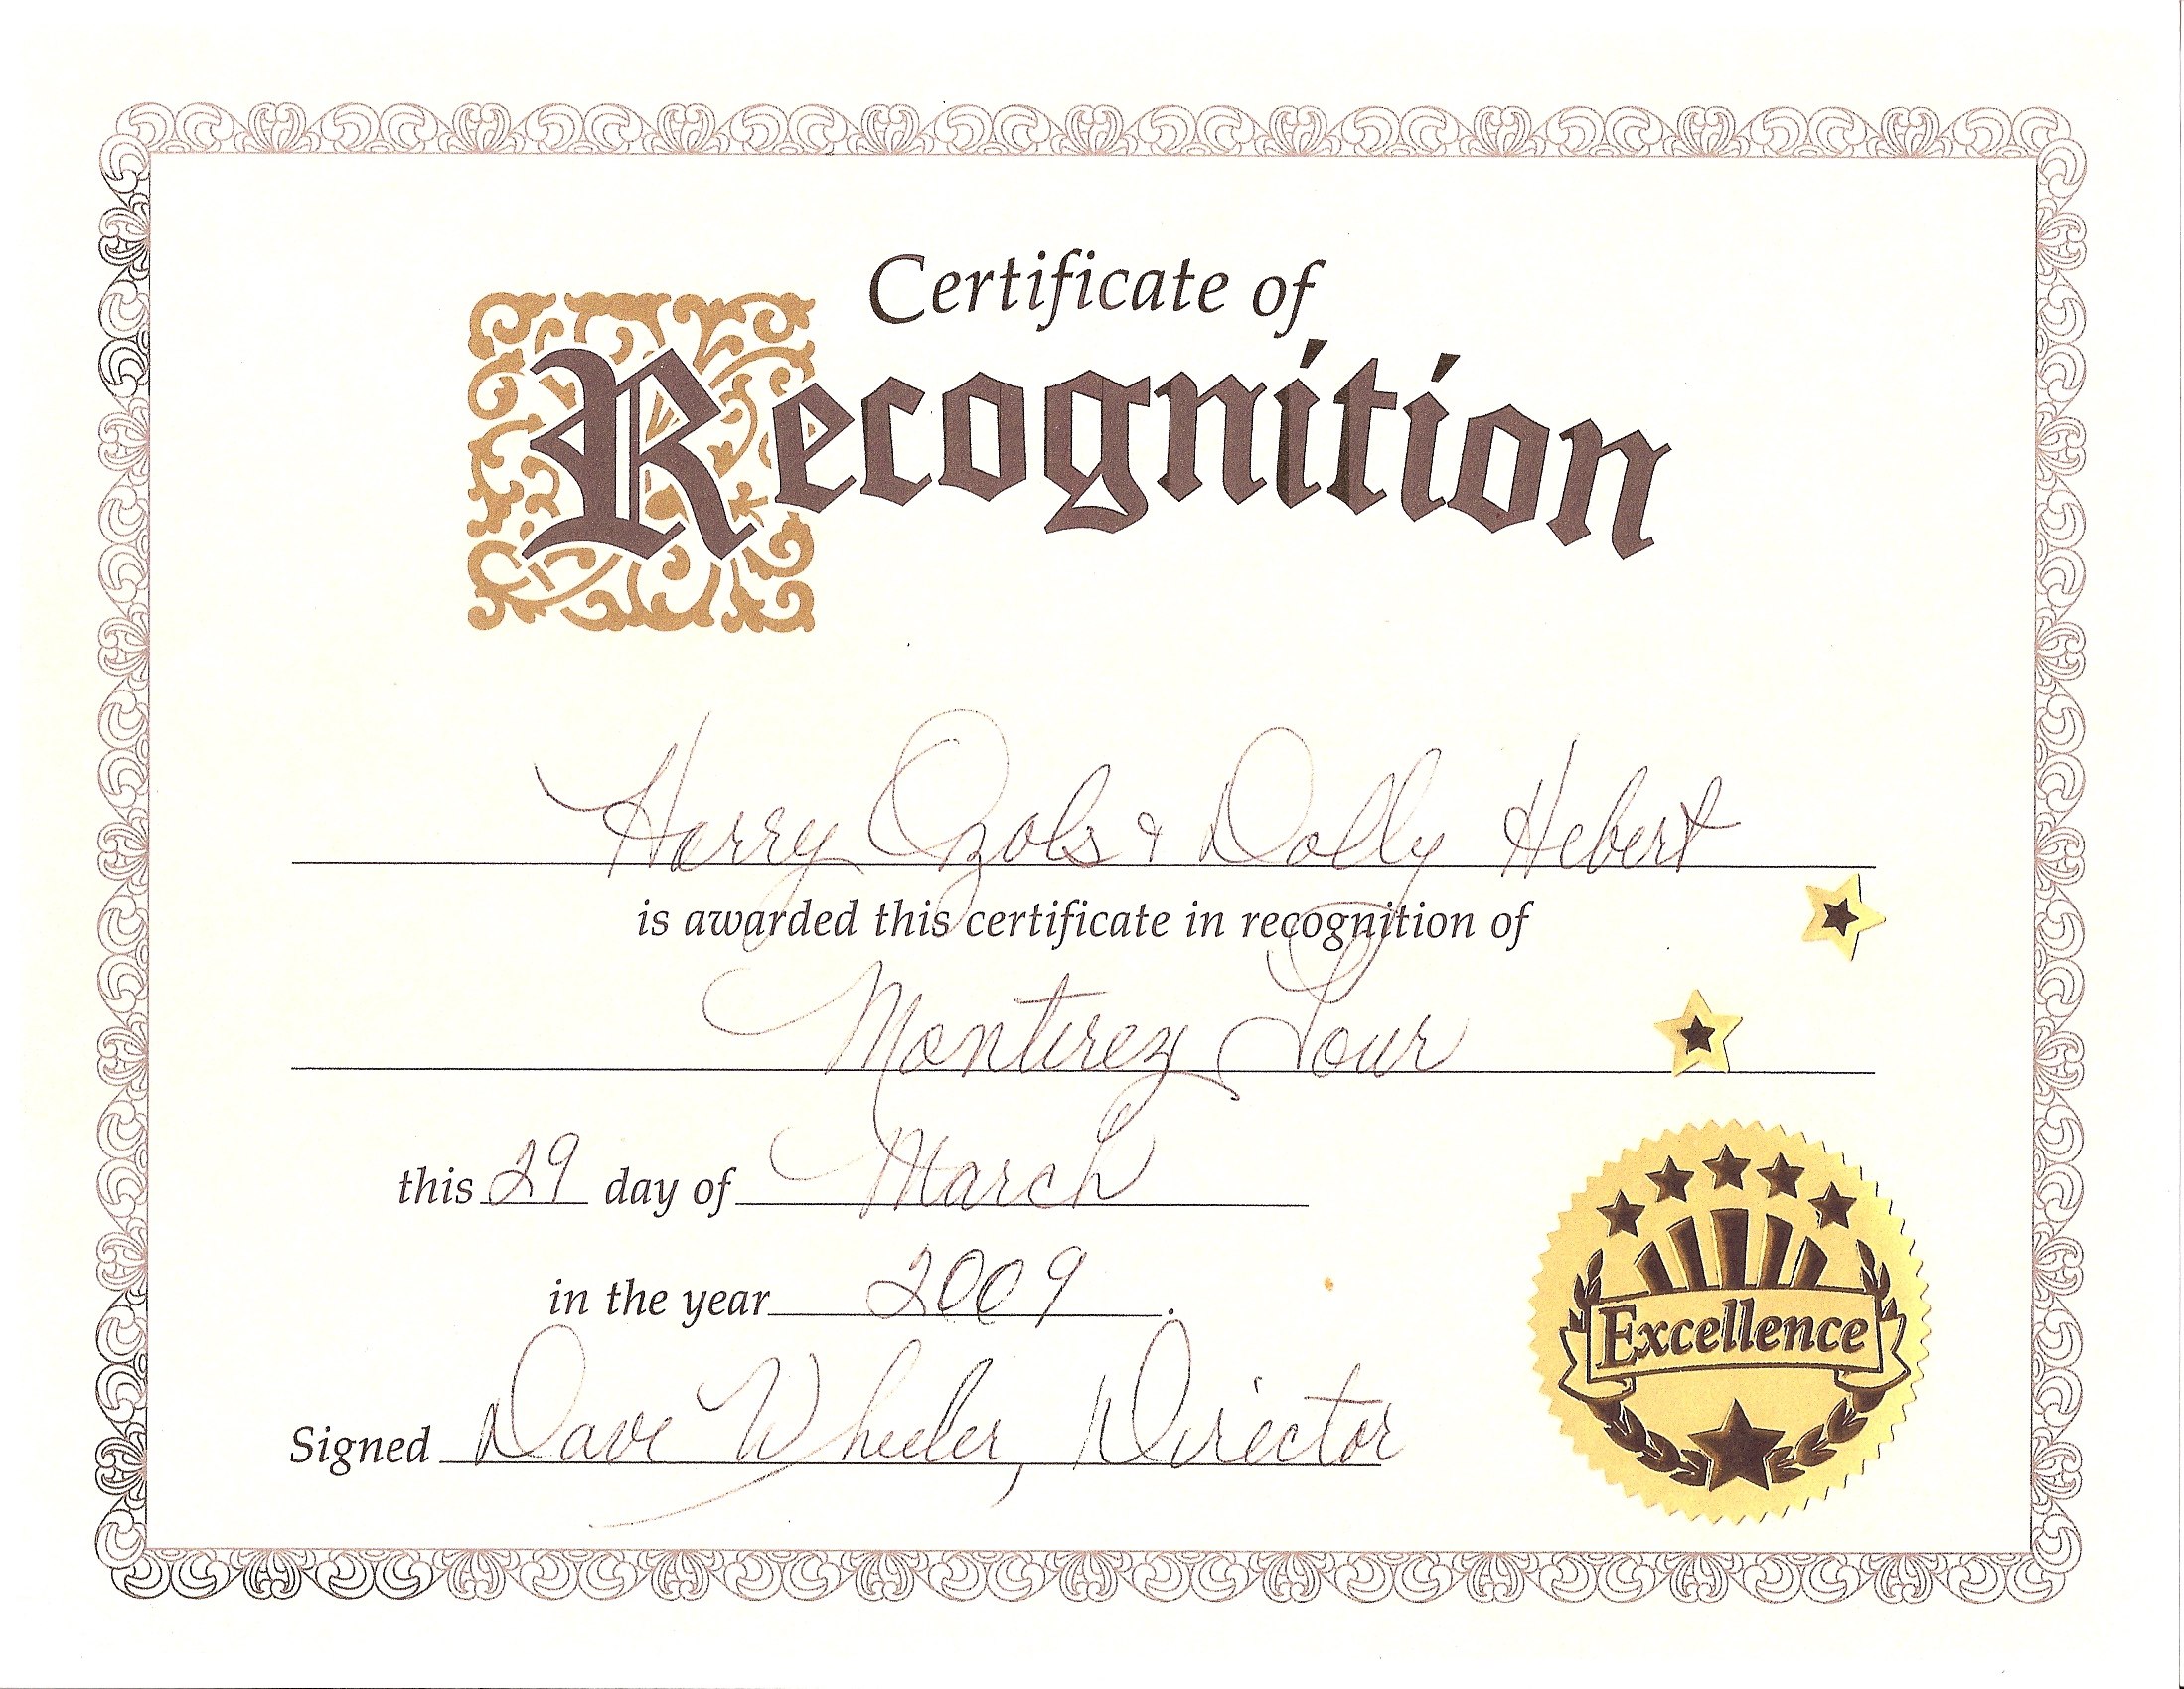 Certificate of
Recognition
Harry Ozols & Dolly Hebert
is awarded this certificate in recognition of
Monterey Tour
this 29 day of March
in the year 2009.
Signed Dave Wheeler, Director
Excellence